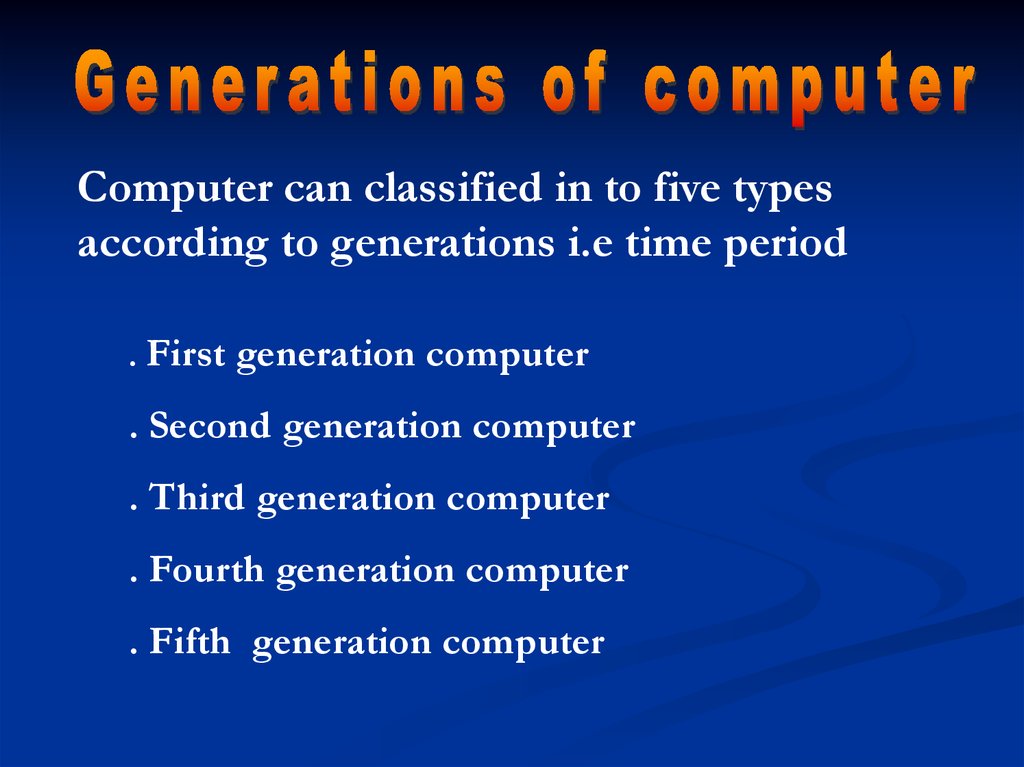 Generations of computer
Computer can classified in to five types
according to generations i.e time period
. First generation computer
. Second generation computer
. Third generation computer
. Fourth generation computer
. Fifth  generation computer